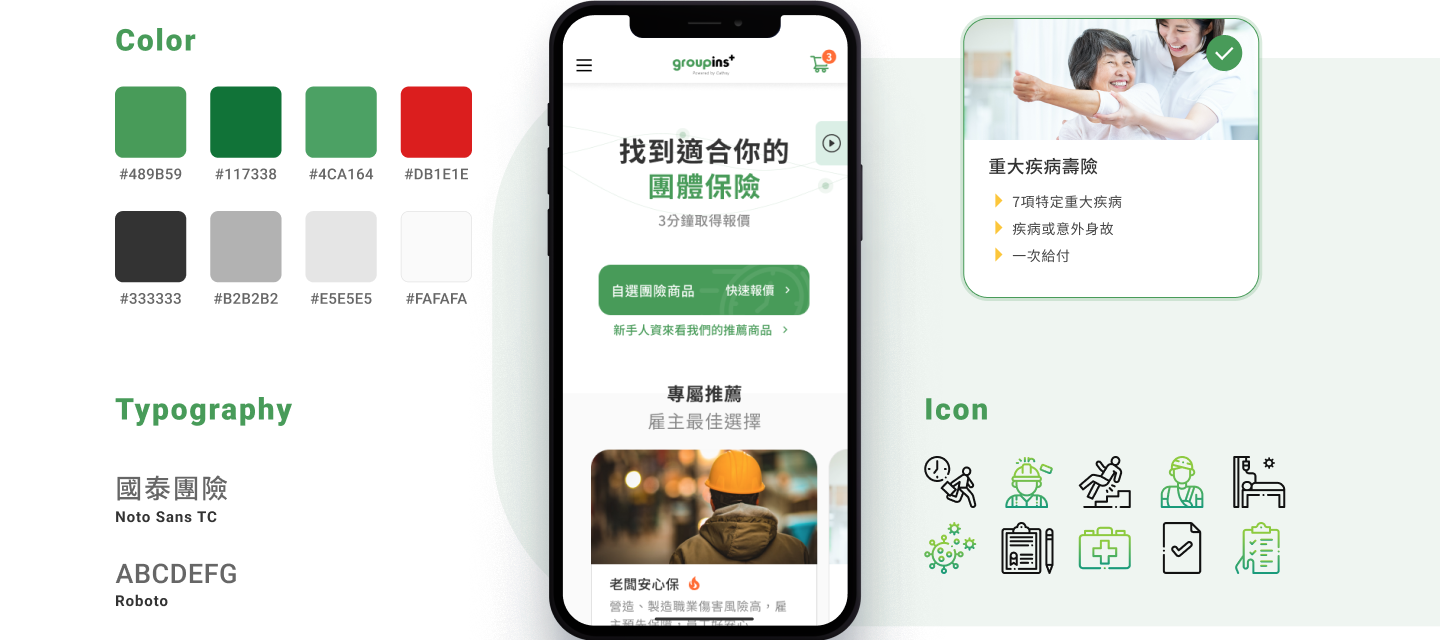 Color
#489B59
#117338
#4CA164
#DB1E1E
#333333
#B2B2B2
#E5E5E5
#FAFAFA
Typography
國泰團險
Noto Sans TC
ABCDEFG
Roboto
groupins+
Powered by Cathay
3
找到適合你的
團體保險
3分鐘取得報價
自選團險商品
快速報價
新手人資來看我們的推薦商品
專屬推薦
雇主最佳選擇
老闆安心保
營造、製造職業傷害風險高，雇
重大疾病壽險
7項特定重大疾病
疾病或意外身故
一次給付
Icon